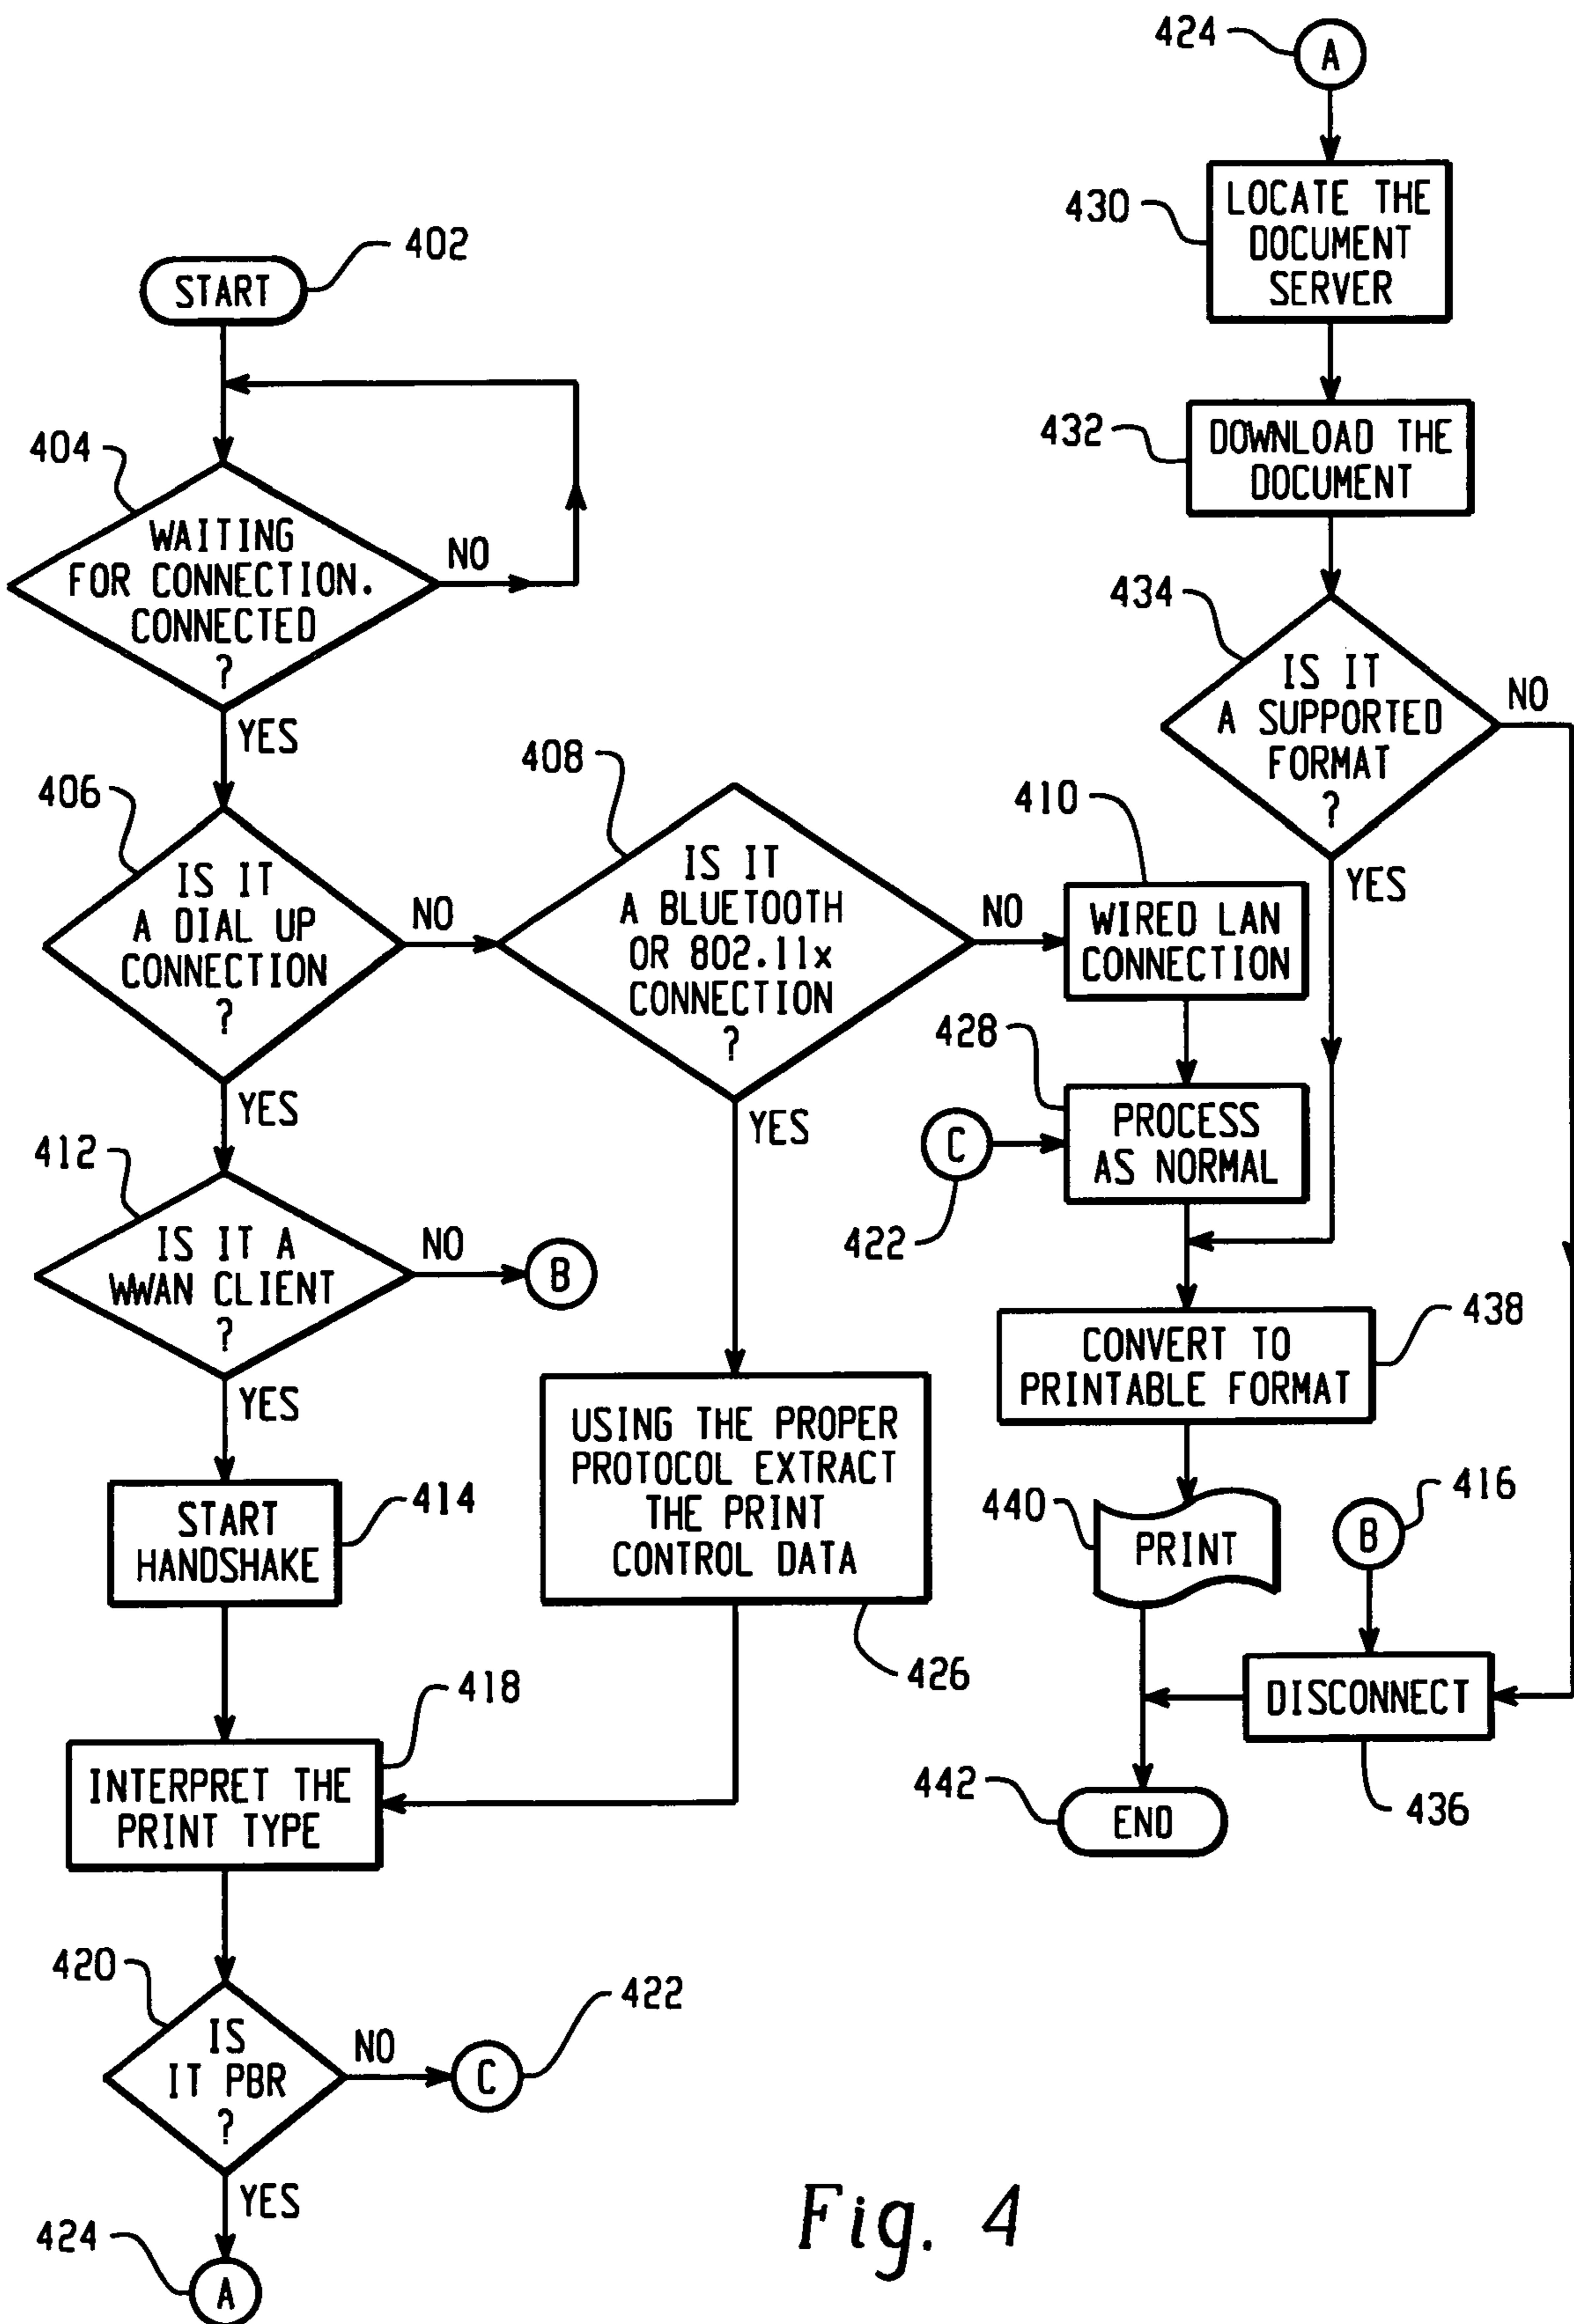 402
START
404
WAITING
FOR CONNECTION.
CONNECTED
?
NO
YES
406
IS IT
A DIAL UP
CONNECTION
?
NO
YES
408
IS IT
A BLUETOOTH
OR 802.11x
CONNECTION
?
NO
YES
410
WIRED LAN
CONNECTION
412
IS IT A
WWAN CLIENT
?
NO
B
YES
START
HANDSHAKE
414
USING THE PROPER
PROTOCOL EXTRACT
THE PRINT
CONTROL DATA
426
418
INTERPRET THE
PRINT TYPE
420
IS
IT PBR
?
NO
C
422
YES
424
A
424
A
430
LOCATE THE
DOCUMENT
SERVER
432
DOWNLOAD THE
DOCUMENT
434
IS IT
A SUPPORTED
FORMAT
?
NO
YES
428
PROCESS
AS NORMAL
C
422
CONVERT TO
PRINTABLE FORMAT
438
440
PRINT
416
B
DISCONNECT
436
442
END
Fig. 4